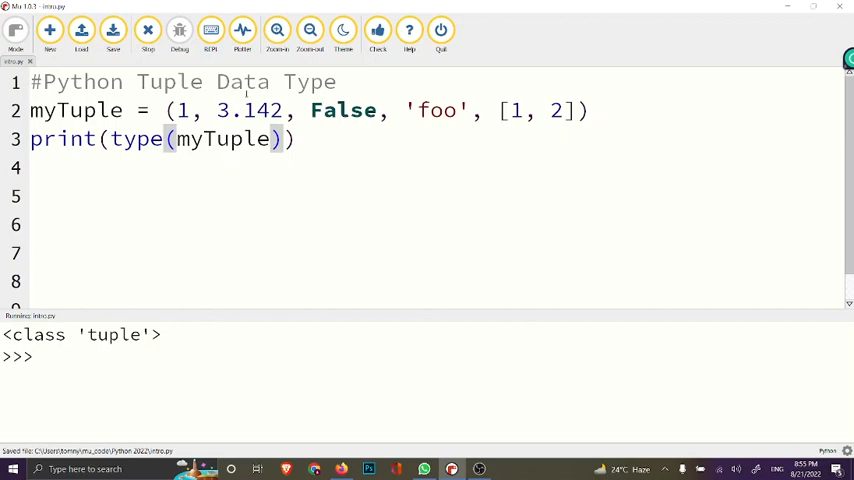 Mu 1.0.3 - intro.py
Mode New Load Save Stop Debug REPL Plotter Zoom-in Zoom-out Theme Check Help Quit
intro.py
1 #Python Tuple Data Type
2 myTuple = (1, 3.142, False, 'foo', [1, 2])
3 print(type(myTuple))
4
5
6
7
8
9
Running: intro.py
<class 'tuple'>
>>>
Saved file: C:\Users\tommy\mu_code\Python 2022\intro.py
Python
Type here to search
24°C Haze
ENG
8:55 PM
8/21/2022